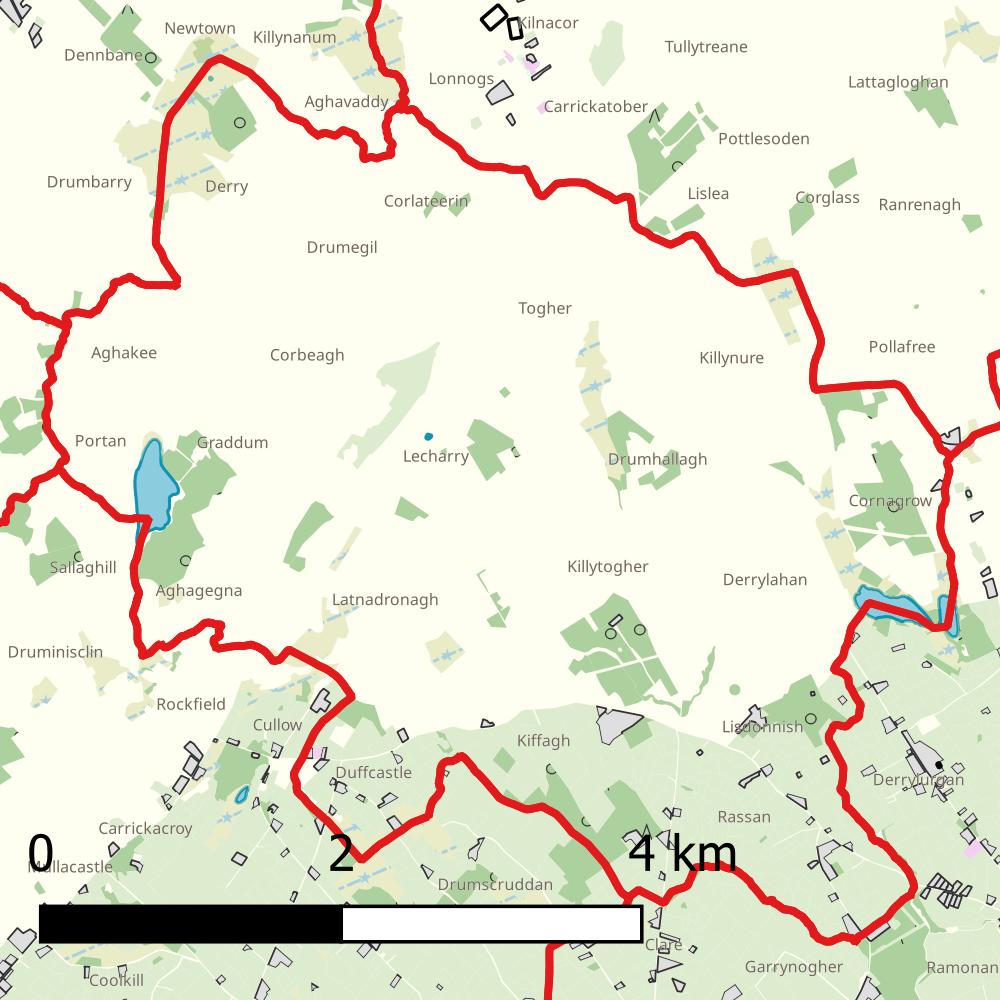 Kilnacor
Newtown
Killynanum
Tullytreane
Dennbane
Lonnogs
Lattagloghan
Aghavaddy
Carrickatober
Pottlesoden
Drumbarry
Derry
Lislea
Corglass
Corlateerin
Ranrenagh
Drumegil
Togher
Aghakee
Corbeagh
Killynure
Pollafree
Portan
Graddum
Lecharry
Drumhallagh
Cornagrow
Sallaghill
Killytogher
Derrylahan
Aghagegna
Latnadronagh
Druminisclin
Rockfield
Cullow
Lisdonnish
Kiffagh
Duffcastle
Derrylurgan
Rassan
Carrickacroy
0 2 4 km
Mullacastle
Drumscruddan
Clare
Garrynogher
Ramonan
Coolkill